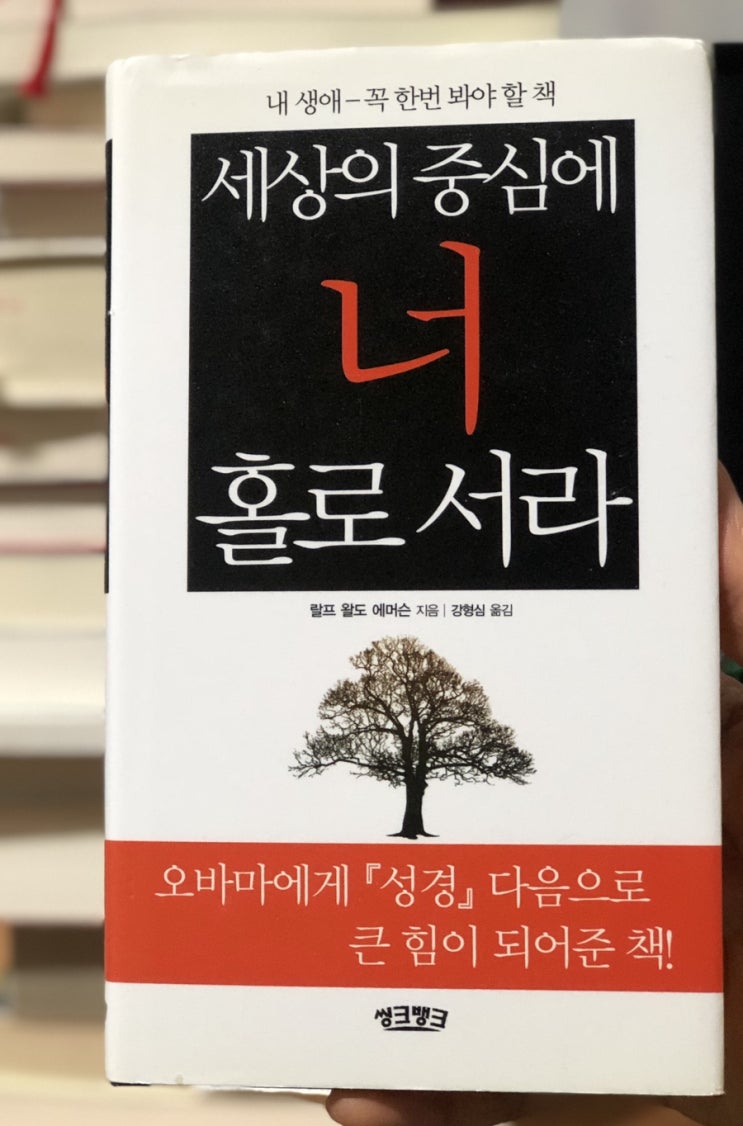 내 생애 – 꼭 한번 봐야 할 책
세상의 중심에
너
홀로 서라
랄프 왈도 에머슨 지음 | 강형심 옮김
오바마에게 『성경』 다음으로
큰 힘이 되어준 책!
씽크뱅크